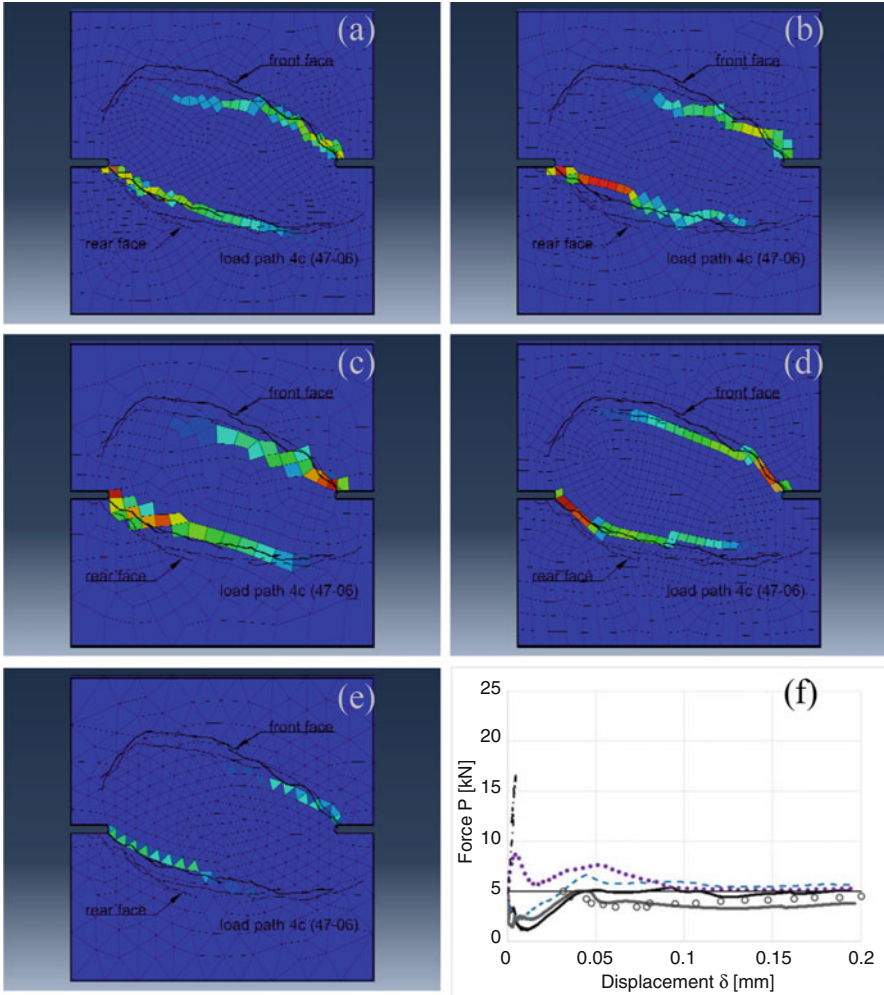 (a)
front face
rear face
load path 4c (47-06)
(b)
front face
rear face
load path 4c (47-06)
(c)
front face
rear face
load path 4c (47-06)
(d)
front face
rear face
load path 4c (47-06)
(e)
front face
rear face
load path 4c (47-06)
(f)
Force P [kN]
25
20
15
10
5
0
0 0.05 0.1 0.15 0.2
Displacement δ [mm]